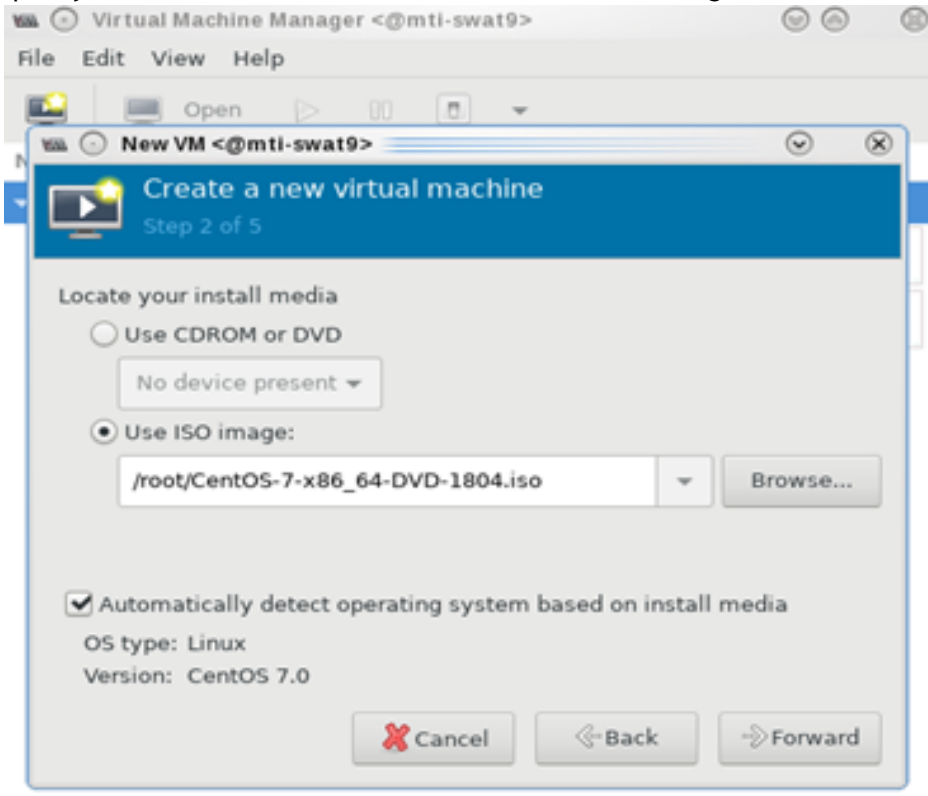 Virtual Machine Manager <@mti-swat9>
File Edit View Help
Open
New VM <@mti-swat9>
Create a new virtual machine
Step 2 of 5
Locate your install media
Use CDROM or DVD
No device present
Use ISO image:
/root/CentOS-7-x86_64-DVD-1804.iso
Browse...
Automatically detect operating system based on install media
OS type: Linux
Version: CentOS 7.0
Cancel Back Forward